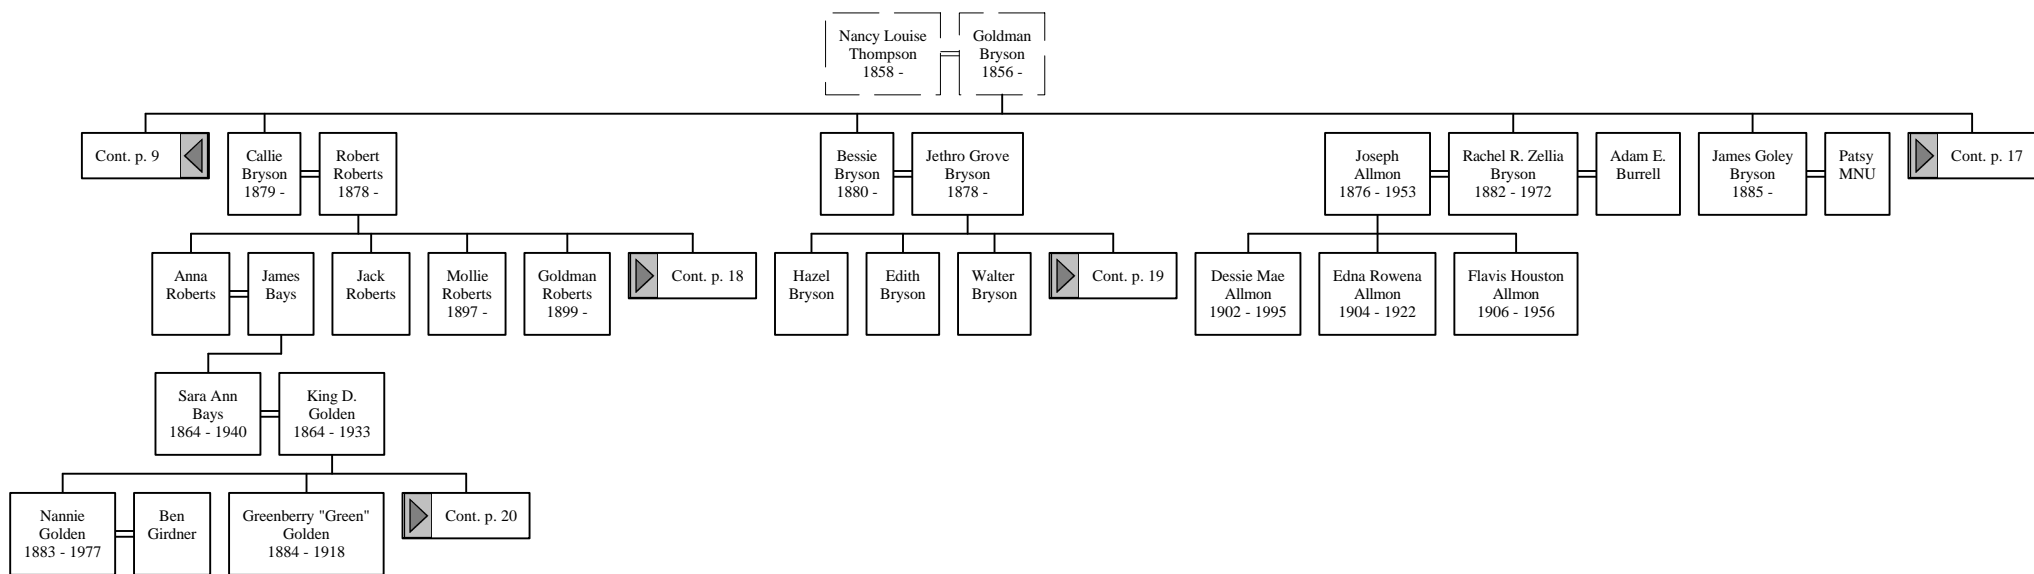 Nancy Louise
Thompson
1858 -
Goldman
Bryson
1856 -
Cont. p. 9
Callie
Bryson
1879 -
Robert
Roberts
1878 -
Bessie
Bryson
1880 -
Jethro Grove
Bryson
1878 -
Joseph
Allmon
1876 - 1953
Rachel R. Zellia
Bryson
1882 - 1972
Adam E.
Burrell
James Goley
Bryson
1885 -
Patsy
MNU
Cont. p. 17
Anna
Roberts
James
Bays
Jack
Roberts
Mollie
Roberts
1897 -
Goldman
Roberts
1899 -
Cont. p. 18
Hazel
Bryson
Edith
Bryson
Walter
Bryson
Cont. p. 19
Dessie Mae
Allmon
1902 - 1995
Edna Rowena
Allmon
1904 - 1922
Flavis Houston
Allmon
1906 - 1956
Sara Ann
Bays
1864 - 1940
King D.
Golden
1864 - 1933
Nannie
Golden
1883 - 1977
Ben
Girdner
Greenberry "Green"
Golden
1884 - 1918
Cont. p. 20